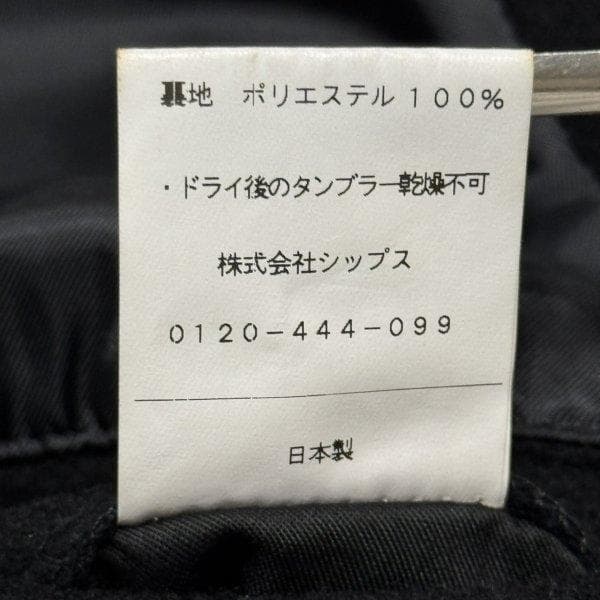 裏地　ポリエステル１００％
・ドライ後のタンブラー乾燥不可
株式会社シップス
０１２０－４４４－０９９
日本製